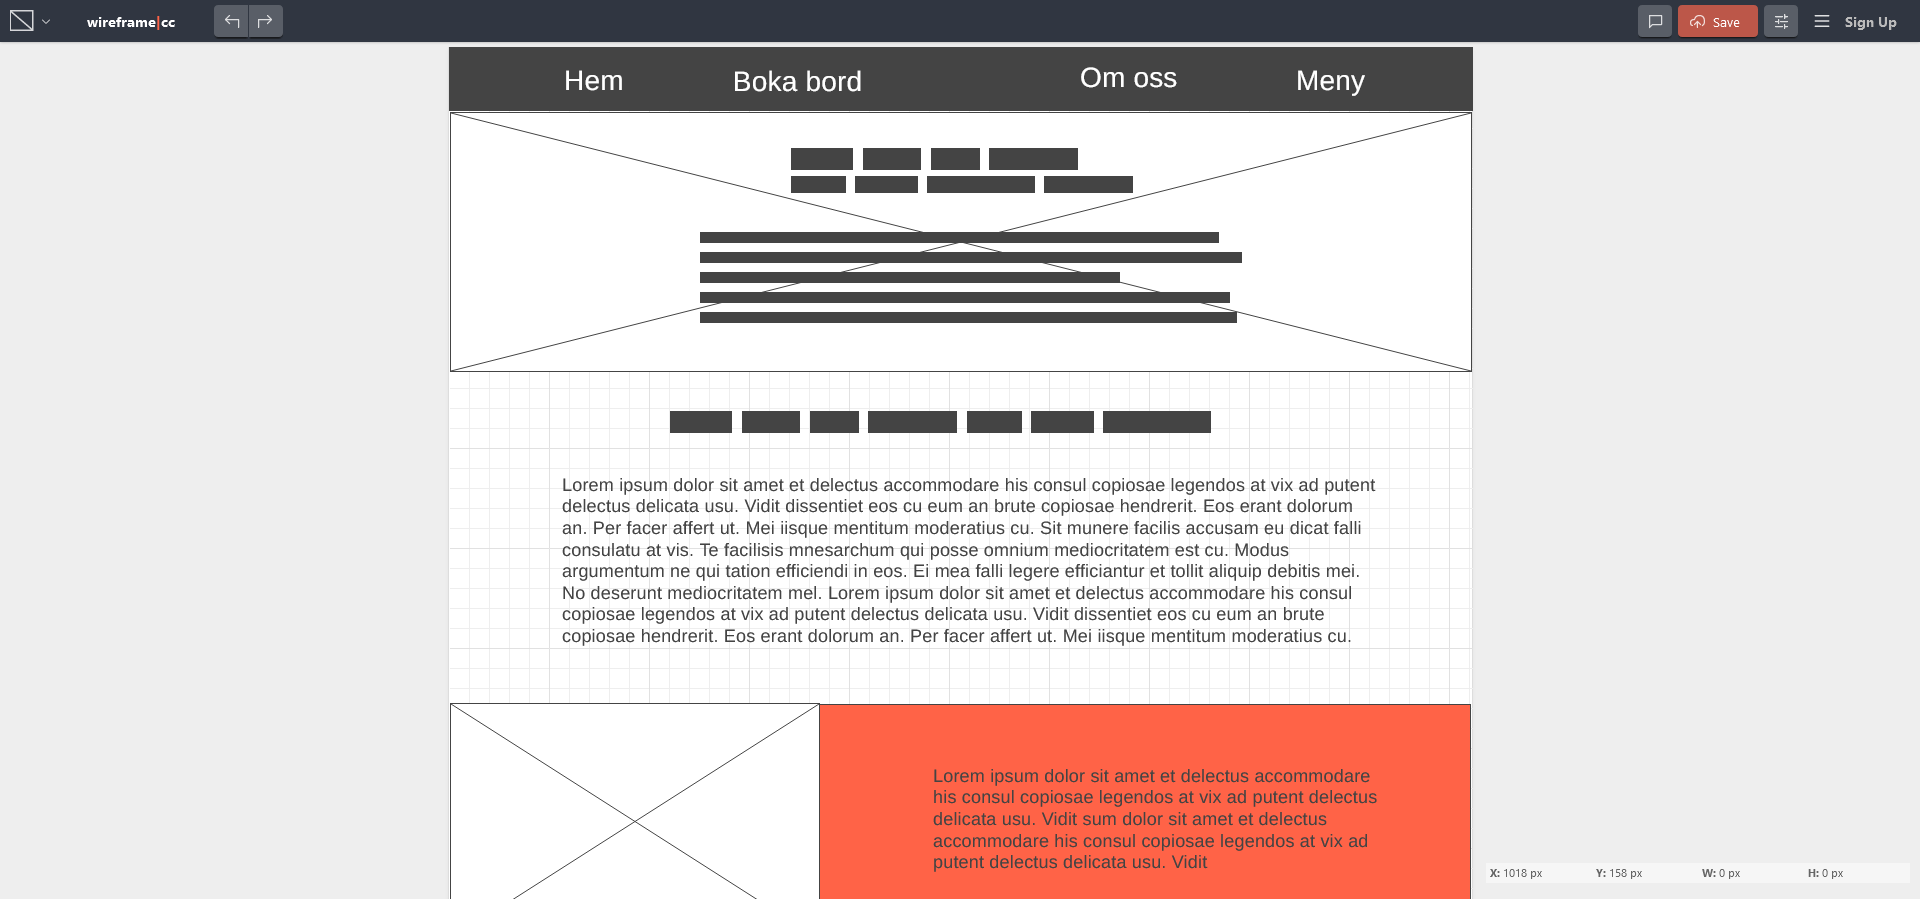 wireframe|cc
Save
Sign Up
Hem Boka bord Om oss Meny
Lorem ipsum dolor sit amet et delectus accommodare his consul copiosae legendos at vix ad putent
delectus delicata usu. Vidit dissentiet eos cu eum an brute copiosae hendrerit. Eos erant dolorum
an. Per facer affert ut. Mei iisque mentitum moderatius cu. Sit munere facilis accusam eu dicat falli
consulatu at vis. Te facilisis mnesarchum qui posse omnium mediocritatem est cu. Modus
argumentum ne qui tation efficiendi in eos. Ei mea falli legere efficiantur et tollit aliquip debitis mei.
No deserunt mediocritatem mel. Lorem ipsum dolor sit amet et delectus accommodare his consul
copiosae legendos at vix ad putent delectus delicata usu. Vidit dissentiet eos cu eum an brute
copiosae hendrerit. Eos erant dolorum an. Per facer affert ut. Mei iisque mentitum moderatius cu.
Lorem ipsum dolor sit amet et delectus accommodare
his consul copiosae legendos at vix ad putent delectus
delicata usu. Vidit sum dolor sit amet et delectus
accommodare his consul copiosae legendos at vix ad
putent delectus delicata usu. Vidit
X: 1018 px Y: 158 px W: 0 px H: 0 px